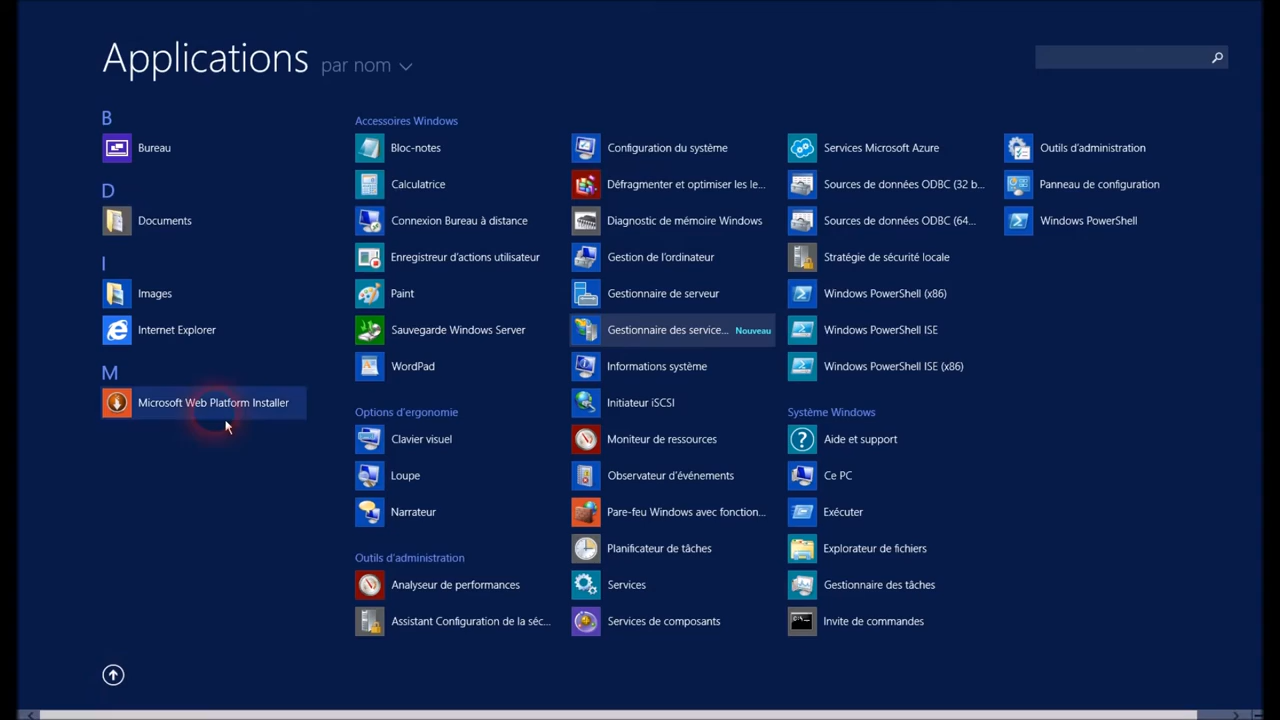 Applications par nom
B
Bureau
D
Documents
I
Images
Internet Explorer
M
Microsoft Web Platform Installer
Accessoires Windows
Bloc-notes
Calculatrice
Connexion Bureau à distance
Enregistreur d'actions utilisateur
Paint
Sauvegarde Windows Server
WordPad
Options d'ergonomie
Clavier visuel
Loupe
Narrateur
Outils d'administration
Analyseur de performances
Assistant Configuration de la séc...
Configuration du système
Défragmenter et optimiser les le...
Diagnostic de mémoire Windows
Gestion de l'ordinateur
Gestionnaire de serveur
Gestionnaire des service... Nouveau
Informations système
Initiateur iSCSI
Moniteur de ressources
Observateur d'événements
Pare-feu Windows avec fonction...
Planificateur de tâches
Services
Services de composants
Services Microsoft Azure
Sources de données ODBC (32 b...
Sources de données ODBC (64...
Stratégie de sécurité locale
Windows PowerShell (x86)
Windows PowerShell ISE
Windows PowerShell ISE (x86)
Système Windows
Aide et support
Ce PC
Exécuter
Explorateur de fichiers
Gestionnaire des tâches
Invite de commandes
Outils d'administration
Panneau de configuration
Windows PowerShell